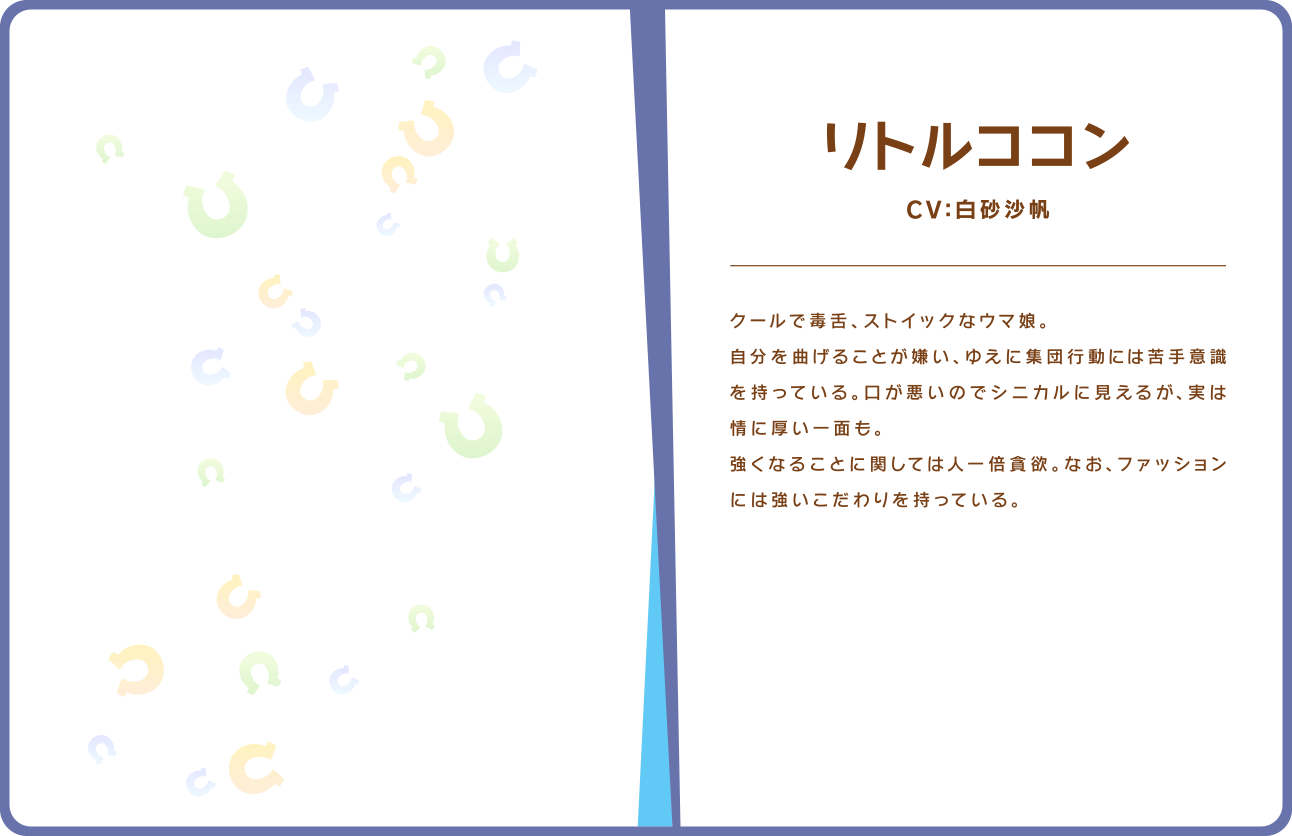 リトルココン
CV:白砂沙帆
クールで毒舌、ストイックなウマ娘。
自分を曲げることが嫌い、ゆえに集団行動には苦手意識
を持っている。口が悪いのでシニカルに見えるが、実は
情に厚い一面も。
強くなることに関しては人一倍貪欲。なお、ファッション
には強いこだわりを持っている。